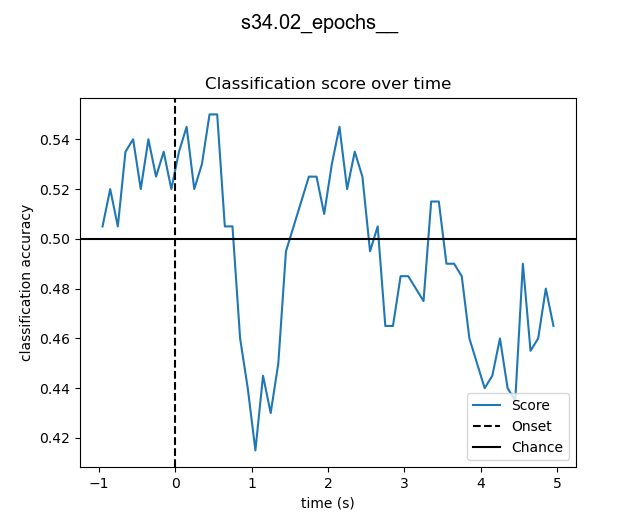 s34.02_epochs__
Classification score over time
classification accuracy
0.54
0.52
0.50
0.48
0.46
0.44
0.42
Score
Onset
Chance
−1 0 1 2 3 4 5
time (s)